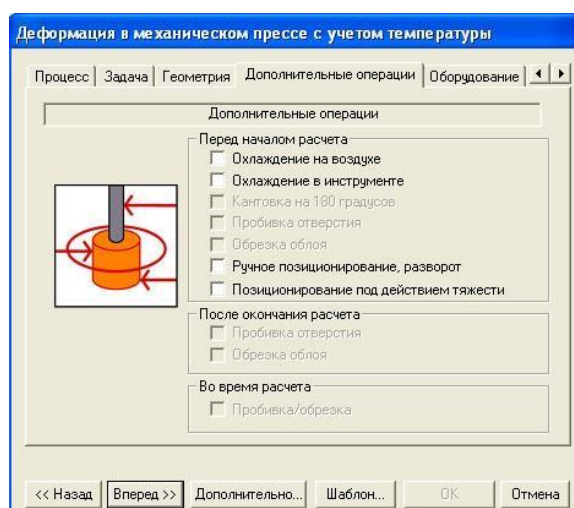 Деформация в механическом прессе с учетом температуры
Процесс Задача Геометрия Дополнительные операции Оборудование
Дополнительные операции
Перед началом расчета
Охлаждение на воздухе
Охлаждение в инструменте
Кантовка на 180 градусов
Пробивка отверстия
Обрезка облоя
Ручное позиционирование, разворот
Позиционирование под действием тяжести
После окончания расчета
Пробивка отверстия
Обрезка облоя
Во время расчета
Пробивка/обрезка
<< Назад Вперед >> Дополнительно... Шаблон... OK Отмена